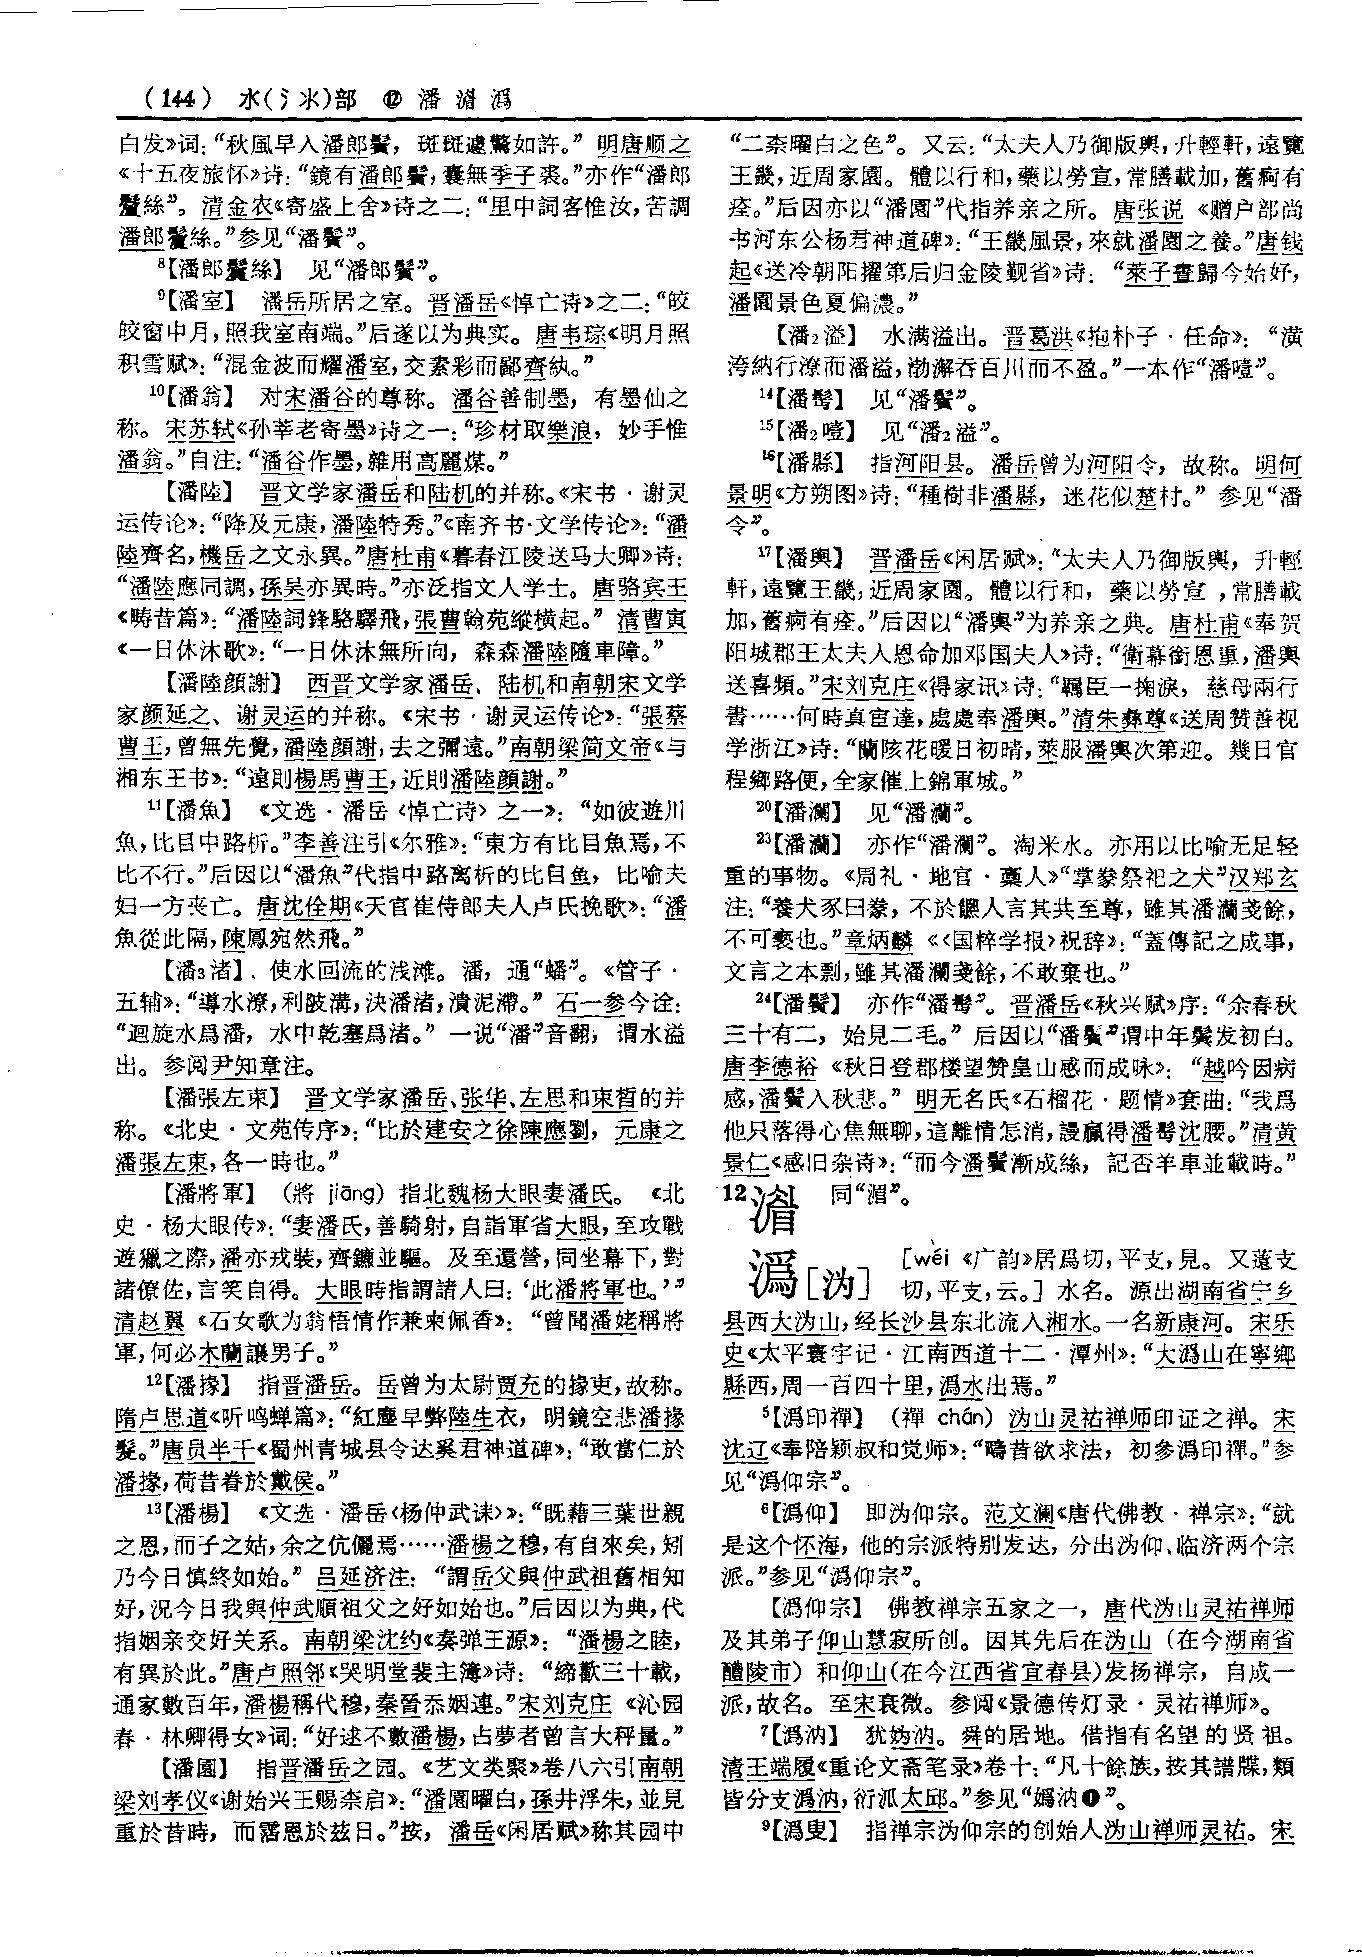 （144） 水(氵氺)部 ⑫ 潘 潧 潙
白发》词：“秋風早入潘郎鬢，斑斑遽驚如許。” 明唐顺之
《十五夜旅怀》诗：“鏡有潘郎鬢，囊無季子裘。”亦作“潘郎
鬢絲”。清金农《寄盛上舍》诗之二：“里中詞客惟汝，苦調
潘郎鬢絲。”参见“潘鬢”。
8【潘郎鬢絲】 见“潘郎鬢”。
9【潘室】 潘岳所居之室。晋潘岳《悼亡诗》之二：“皎
皎窗中月，照我室南端。”后遂以为典实。唐韦琮《明月照
积雪赋》：“混金波而耀潘室，交素彩而鄙齊紈。”
10【潘翁】 对宋潘谷的尊称。潘谷善制墨，有墨仙之
称。宋苏轼《孙莘老寄墨》诗之一：“珍材取樂浪，妙手惟
潘翁。”自注：“潘谷作墨，雜用高麗煤。”
【潘陸】 晋文学家潘岳和陆机的并称。《宋书·谢灵
运传论》：“降及元康，潘陸特秀。”《南齐书·文学传论》：“潘
陸齊名，機岳之文永異。”唐杜甫《暮春江陵送马大卿》诗：
“潘陸應同調，孫吴亦異時。”亦泛指文人学士。唐骆宾王
《畴昔篇》：“潘陸詞鋒駱驛飛，張曹翰苑縱横起。” 清曹寅
《一日休沐歌》：“一日休沐無所向，森森潘陸隨車障。”
【潘陸顔謝】 西晋文学家潘岳、陆机和南朝宋文学
家颜延之、谢灵运的并称。《宋书·谢灵运传论》：“張蔡
曹王，曾無先覺，潘陸顔謝，去之彌遠。”南朝梁简文帝《与
湘东王书》：“遠則楊馬曹王，近則潘陸顔謝。”
11【潘魚】 《文选·潘岳〈悼亡诗〉之一》：“如彼遊川
魚，比目中路析。”李善注引《尔雅》：“東方有比目魚焉，不
比不行。”后因以“潘魚”代指中路离析的比目鱼，比喻夫
妇一方丧亡。唐沈佺期《天官崔侍郎夫人卢氏挽歌》：“潘
魚從此隔，陳鳳宛然飛。”
【潘3渚】 使水回流的浅滩。潘，通“蟠”。《管子·
五辅》：“導水潦，利陂溝，決潘渚，潰泥滯。” 石一参今诠：
“迴旋水爲潘，水中乾塞爲渚。” 一说“潘”音翻，谓水溢
出。参阅尹知章注。
【潘張左束】 晋文学家潘岳、张华、左思和束皙的并
称。《北史·文苑传序》：“比於建安之徐陳應劉，元康之
潘張左束，各一時也。”
【潘將軍】（將 jiāng）指北魏杨大眼妻潘氏。 《北
史·杨大眼传》：“妻潘氏，善騎射，自詣軍省大眼，至攻戰
遊獵之際，潘亦戎裝，齊鑣並驅。及至還營，同坐幕下，對
諸僚佐，言笑自得。大眼時指謂諸人曰：‘此潘將軍也。’”
清赵翼《石女歌为翁悟情作兼柬佩香》：“曾聞潘姥稱將
軍，何必木蘭讓男子。”
12【潘掾】 指晋潘岳。岳曾为太尉贾充的掾吏，故称。
隋卢思道《听鸣蝉篇》：“紅塵早弊陸生衣，明鏡空悲潘掾
髮。”唐员半千《蜀州青城县令达奚君神道碑》：“敢當仁於
潘掾，荷昔眷於戴侯。”
13【潘楊】 《文选·潘岳〈杨仲武诔〉》：“既藉三葉世親
之恩，而子之姑，余之伉儷焉……潘楊之穆，有自來矣，矧
乃今日慎終如始。” 吕延济注：“謂岳父與仲武祖舊相知
好，況今日我與仲武順祖父之好如始也。”后因以为典，代
指姻亲交好关系。南朝梁沈约《奏弹王源》：“潘楊之睦，
有異於此。”唐卢照邻《哭明堂裴主簿》诗：“締歡三十載，
通家數百年，潘楊稱代穆，秦晉忝姻連。”宋刘克庄《沁园
春·林卿得女》词：“好逑不數潘楊，占夢者曾言大秤量。”
【潘園】 指晋潘岳之园。《艺文类聚》卷八六引南朝
梁刘孝仪《谢始兴王赐柰启》：“潘園曜白，孫井浮朱，並見
重於昔時，而霑恩於兹日。”按，潘岳《闲居赋》称其园中
“二柰曜白之色”。又云：“太夫人乃御版輿，升輕軒，遠覽
王畿，近周家園。體以行和，藥以勞宣，常膳載加，舊痾有
痊。”后因亦以“潘園”代指养亲之所。唐张说《赠户部尚
书河东公杨君神道碑》：“王畿風景，來就潘園之養。”唐钱
起《送冷朝阳擢第后归金陵觐省》诗：“萊子晝歸今始好，
潘園景色夏偏濃。”
【潘2溢】 水满溢出。晋葛洪《抱朴子·任命》：“潢
洿納行潦而潘溢，渤澥吞百川而不盈。”一本作“潘噎”。
14【潘髩】 见“潘鬢”。
15【潘2噎】 见“潘2溢”。
16【潘縣】 指河阳县。潘岳曾为河阳令，故称。明何
景明《方朔图》诗：“種樹非潘縣，迷花似楚村。” 参见“潘
令”。
17【潘輿】 晋潘岳《闲居赋》：“太夫人乃御版輿，升輕
軒，遠覽王畿，近周家園。體以行和，藥以勞宣，常膳載
加，舊痾有痊。”后因以“潘輿”为养亲之典。唐杜甫《奉贺
阳城郡王太夫人恩命加邓国夫人》诗：“衛幕銜恩重，潘輿
送喜頻。”宋刘克庄《得家讯》诗：“羈臣一掬淚，慈母兩行
書……何時真宦達，處處奉潘輿。”清朱彝尊《送周赞善视
学浙江》诗：“蘭陔花暖日初晴，萊服潘輿次第迎。幾日官
程鄉路便，全家催上錦軍城。”
20【潘瀾】 见“潘灡”。
23【潘灡】 亦作“潘瀾”。淘米水。亦用以比喻无足轻
重的事物。《周礼·地官·槀人》“掌豢祭祀之犬”汉郑玄
注：“養犬豕曰豢，不於饎人言其共至尊，雖其潘灡戔餘，
不可褻也。”章炳麟《〈国粹学报〉祝辞》：“蓋傳記之成事，
文言之本剽，雖其潘灡戔餘，不敢棄也。”
24【潘鬢】 亦作“潘髩”。晋潘岳《秋兴赋》序：“余春秋
三十有二，始見二毛。” 后因以“潘鬢”谓中年鬓发初白。
唐李德裕《秋日登郡楼望赞皇山感而成咏》：“越吟因病
感，潘鬢入秋悲。” 明无名氏《石榴花·题情》套曲：“我爲
他只落得心焦無聊，這離情怎消，謾贏得潘髩沈腰。”清黄
景仁《感旧杂诗》：“而今潘鬢漸成絲，記否羊車並載時。”
12 潧 同“湄”。
潙［沩］ ［wéi《广韵》居爲切，平支，見。又薳支
切，平支，云。］水名。源出湖南省宁乡
县西大沩山，经长沙县东北流入湘水。一名新康河。宋乐
史《太平寰宇记·江南西道十二·潭州》：“大潙山在寧鄉
縣西，周一百四十里，潙水出焉。”
5【潙印禪】（禪 chán）沩山灵祐禅师印证之禅。宋
沈辽《奉陪颖叔和觉师》：“疇昔欲求法，初參潙印禪。”参
见“潙仰宗”。
6【潙仰】 即沩仰宗。范文澜《唐代佛教·禅宗》：“就
是这个怀海，他的宗派特别发达，分出沩仰、临济两个宗
派。”参见“潙仰宗”。
【潙仰宗】 佛教禅宗五家之一，唐代沩山灵祐禅师
及其弟子仰山慧寂所创。因其先后在沩山（在今湖南省
醴陵市）和仰山（在今江西省宜春县）发扬禅宗，自成一
派，故名。至宋衰微。参阅《景德传灯录·灵祐禅师》。
7【潙汭】 犹妫汭。舜的居地。借指有名望的贤祖。
清王端履《重论文斋笔录》卷十：“凡十餘族，按其譜牒，類
皆分支潙汭，衍派太邱。”参见“嬀汭❶”。
9【潙叟】 指禅宗沩仰宗的创始人沩山禅师灵祐。宋